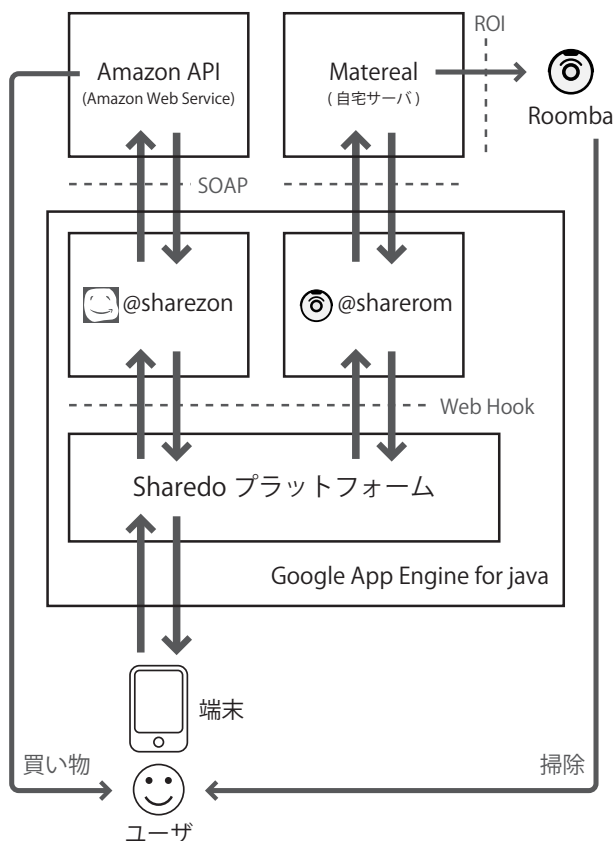 ROI
Amazon API
(Amazon Web Service)
Matereal
( 自宅サーバ )
Roomba
SOAP
@sharezon
@sharerom
Web Hook
Sharedo プラットフォーム
Google App Engine for java
端末
買い物
掃除
ユーザ